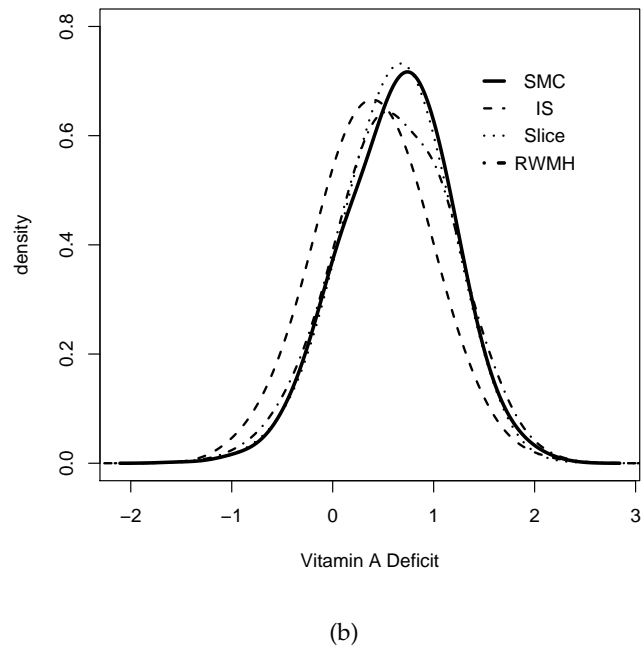 0.8
0.6
0.4
0.2
0.0
density
SMC
IS
Slice
RWMH
−2 −1 0 1 2 3
Vitamin A Deficit
(b)